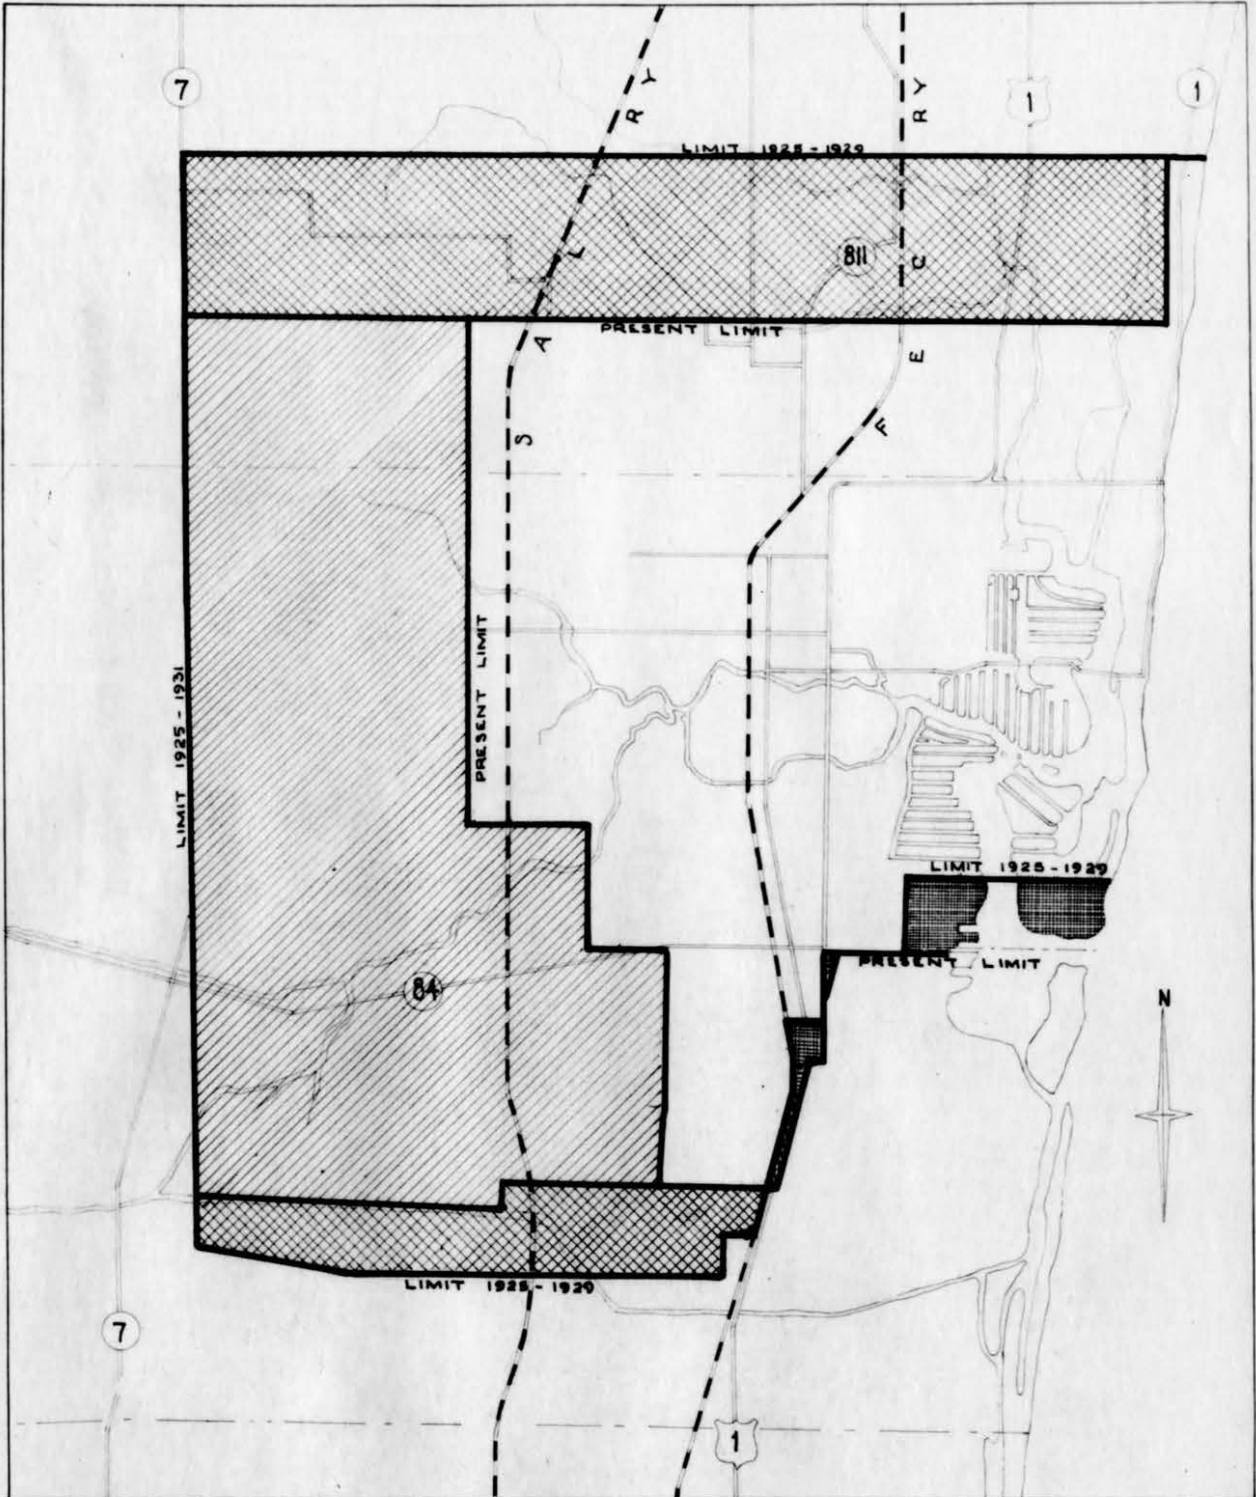 7
1
1
R Y
R Y
LIMIT 1925 - 1929
811
L
C
PRESENT LIMIT
A
E
S
F
PRESENT LIMIT
LIMIT 1925 - 1931
LIMIT 1925 - 1929
PRESENT LIMIT
84
N
LIMIT 1925 - 1929
7
1